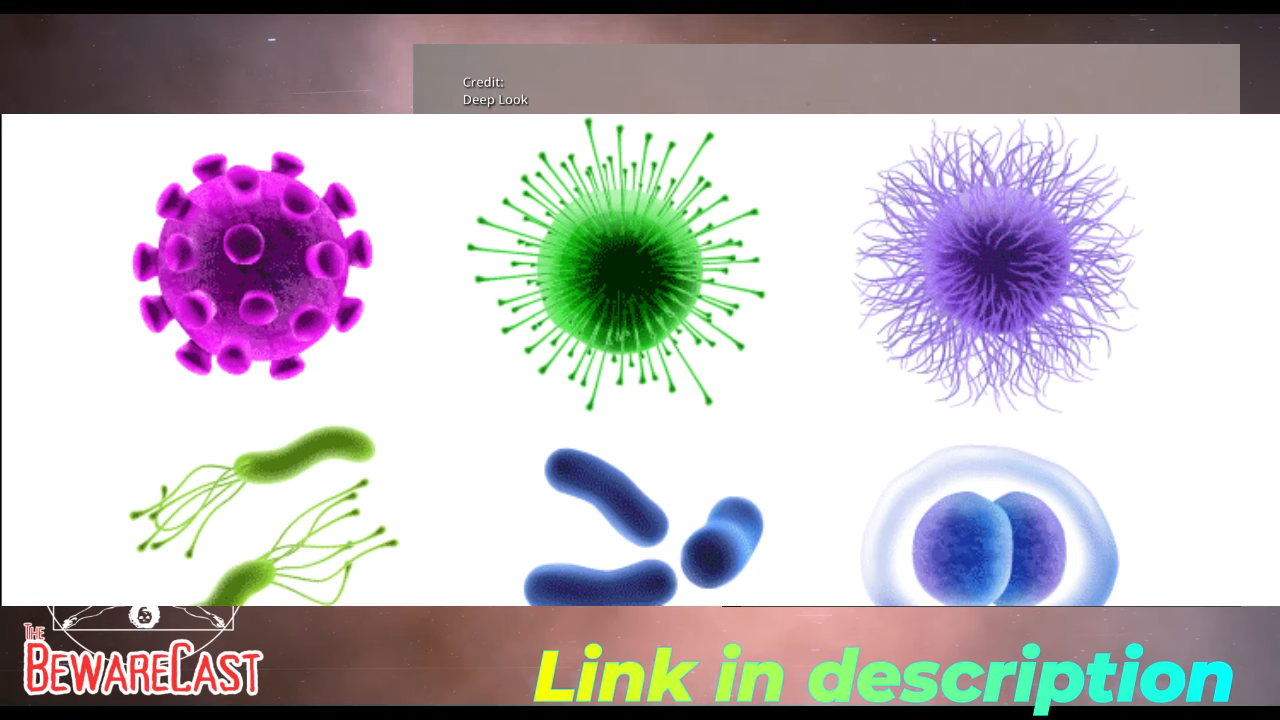 Credit:
Deep Look
THE
BEWARECAST
Link in description